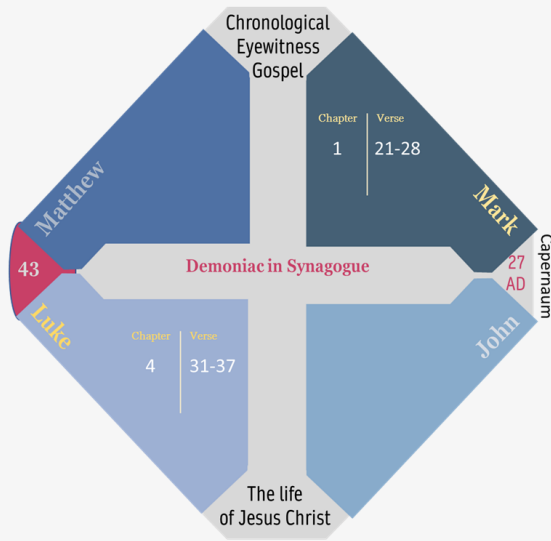 Chronological
Eyewitness
Gospel
Matthew
Chapter Verse
1 21-28
Mark
43
Demoniac in Synagogue
27
AD
Capernaum
Luke
Chapter Verse
4 31-37
John
The life
of Jesus Christ